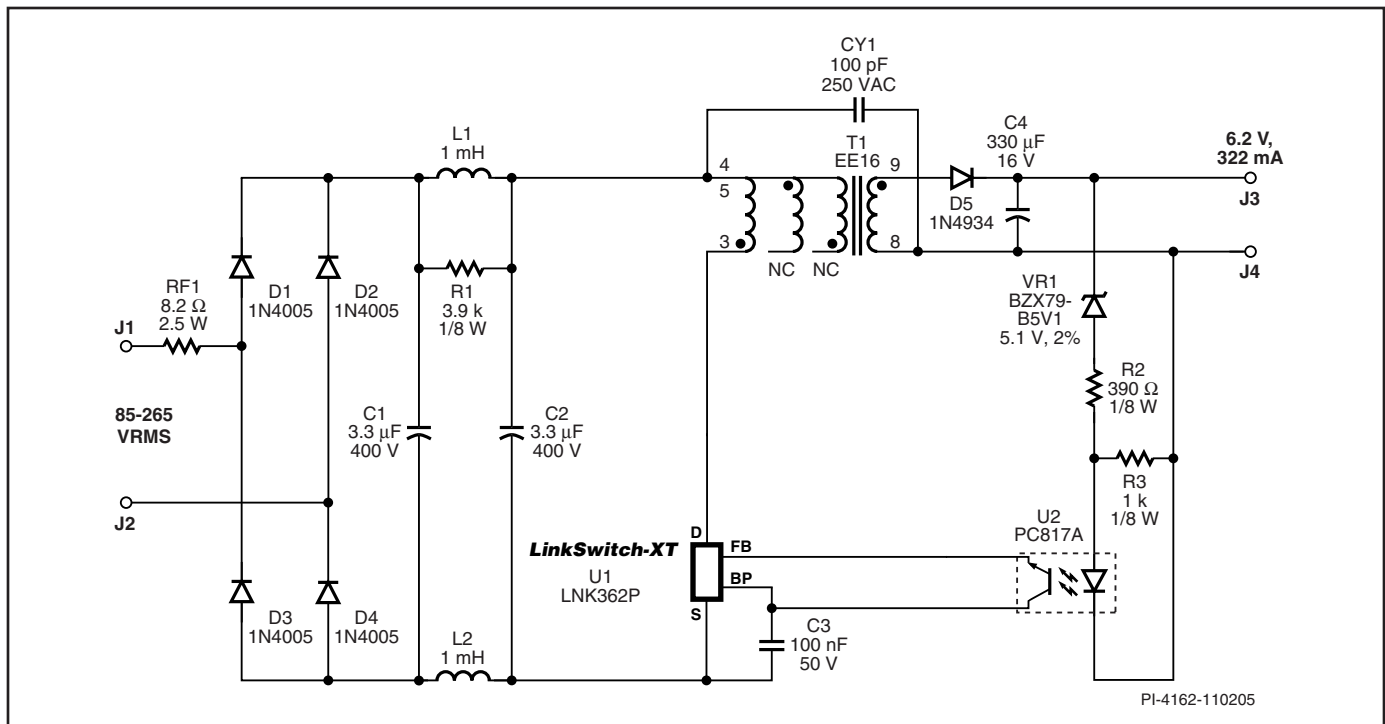 CY1
100 pF
250 VAC
L1
1 mH
C4
330 µF
16 V
6.2 V,
322 mA
T1
EE16
4
5
3
9
8
NC
NC
D5
1N4934
J3
J4
RF1
8.2 Ω
2.5 W
D1
1N4005
D2
1N4005
R1
3.9 k
1/8 W
VR1
BZX79-
B5V1
5.1 V, 2%
J1
85-265
VRMS
J2
C1
3.3 µF
400 V
C2
3.3 µF
400 V
R2
390 Ω
1/8 W
R3
1 k
1/8 W
U2
PC817A
LinkSwitch-XT
U1
LNK362P
D
FB
BP
S
D3
1N4005
D4
1N4005
L2
1 mH
C3
100 nF
50 V
PI-4162-110205